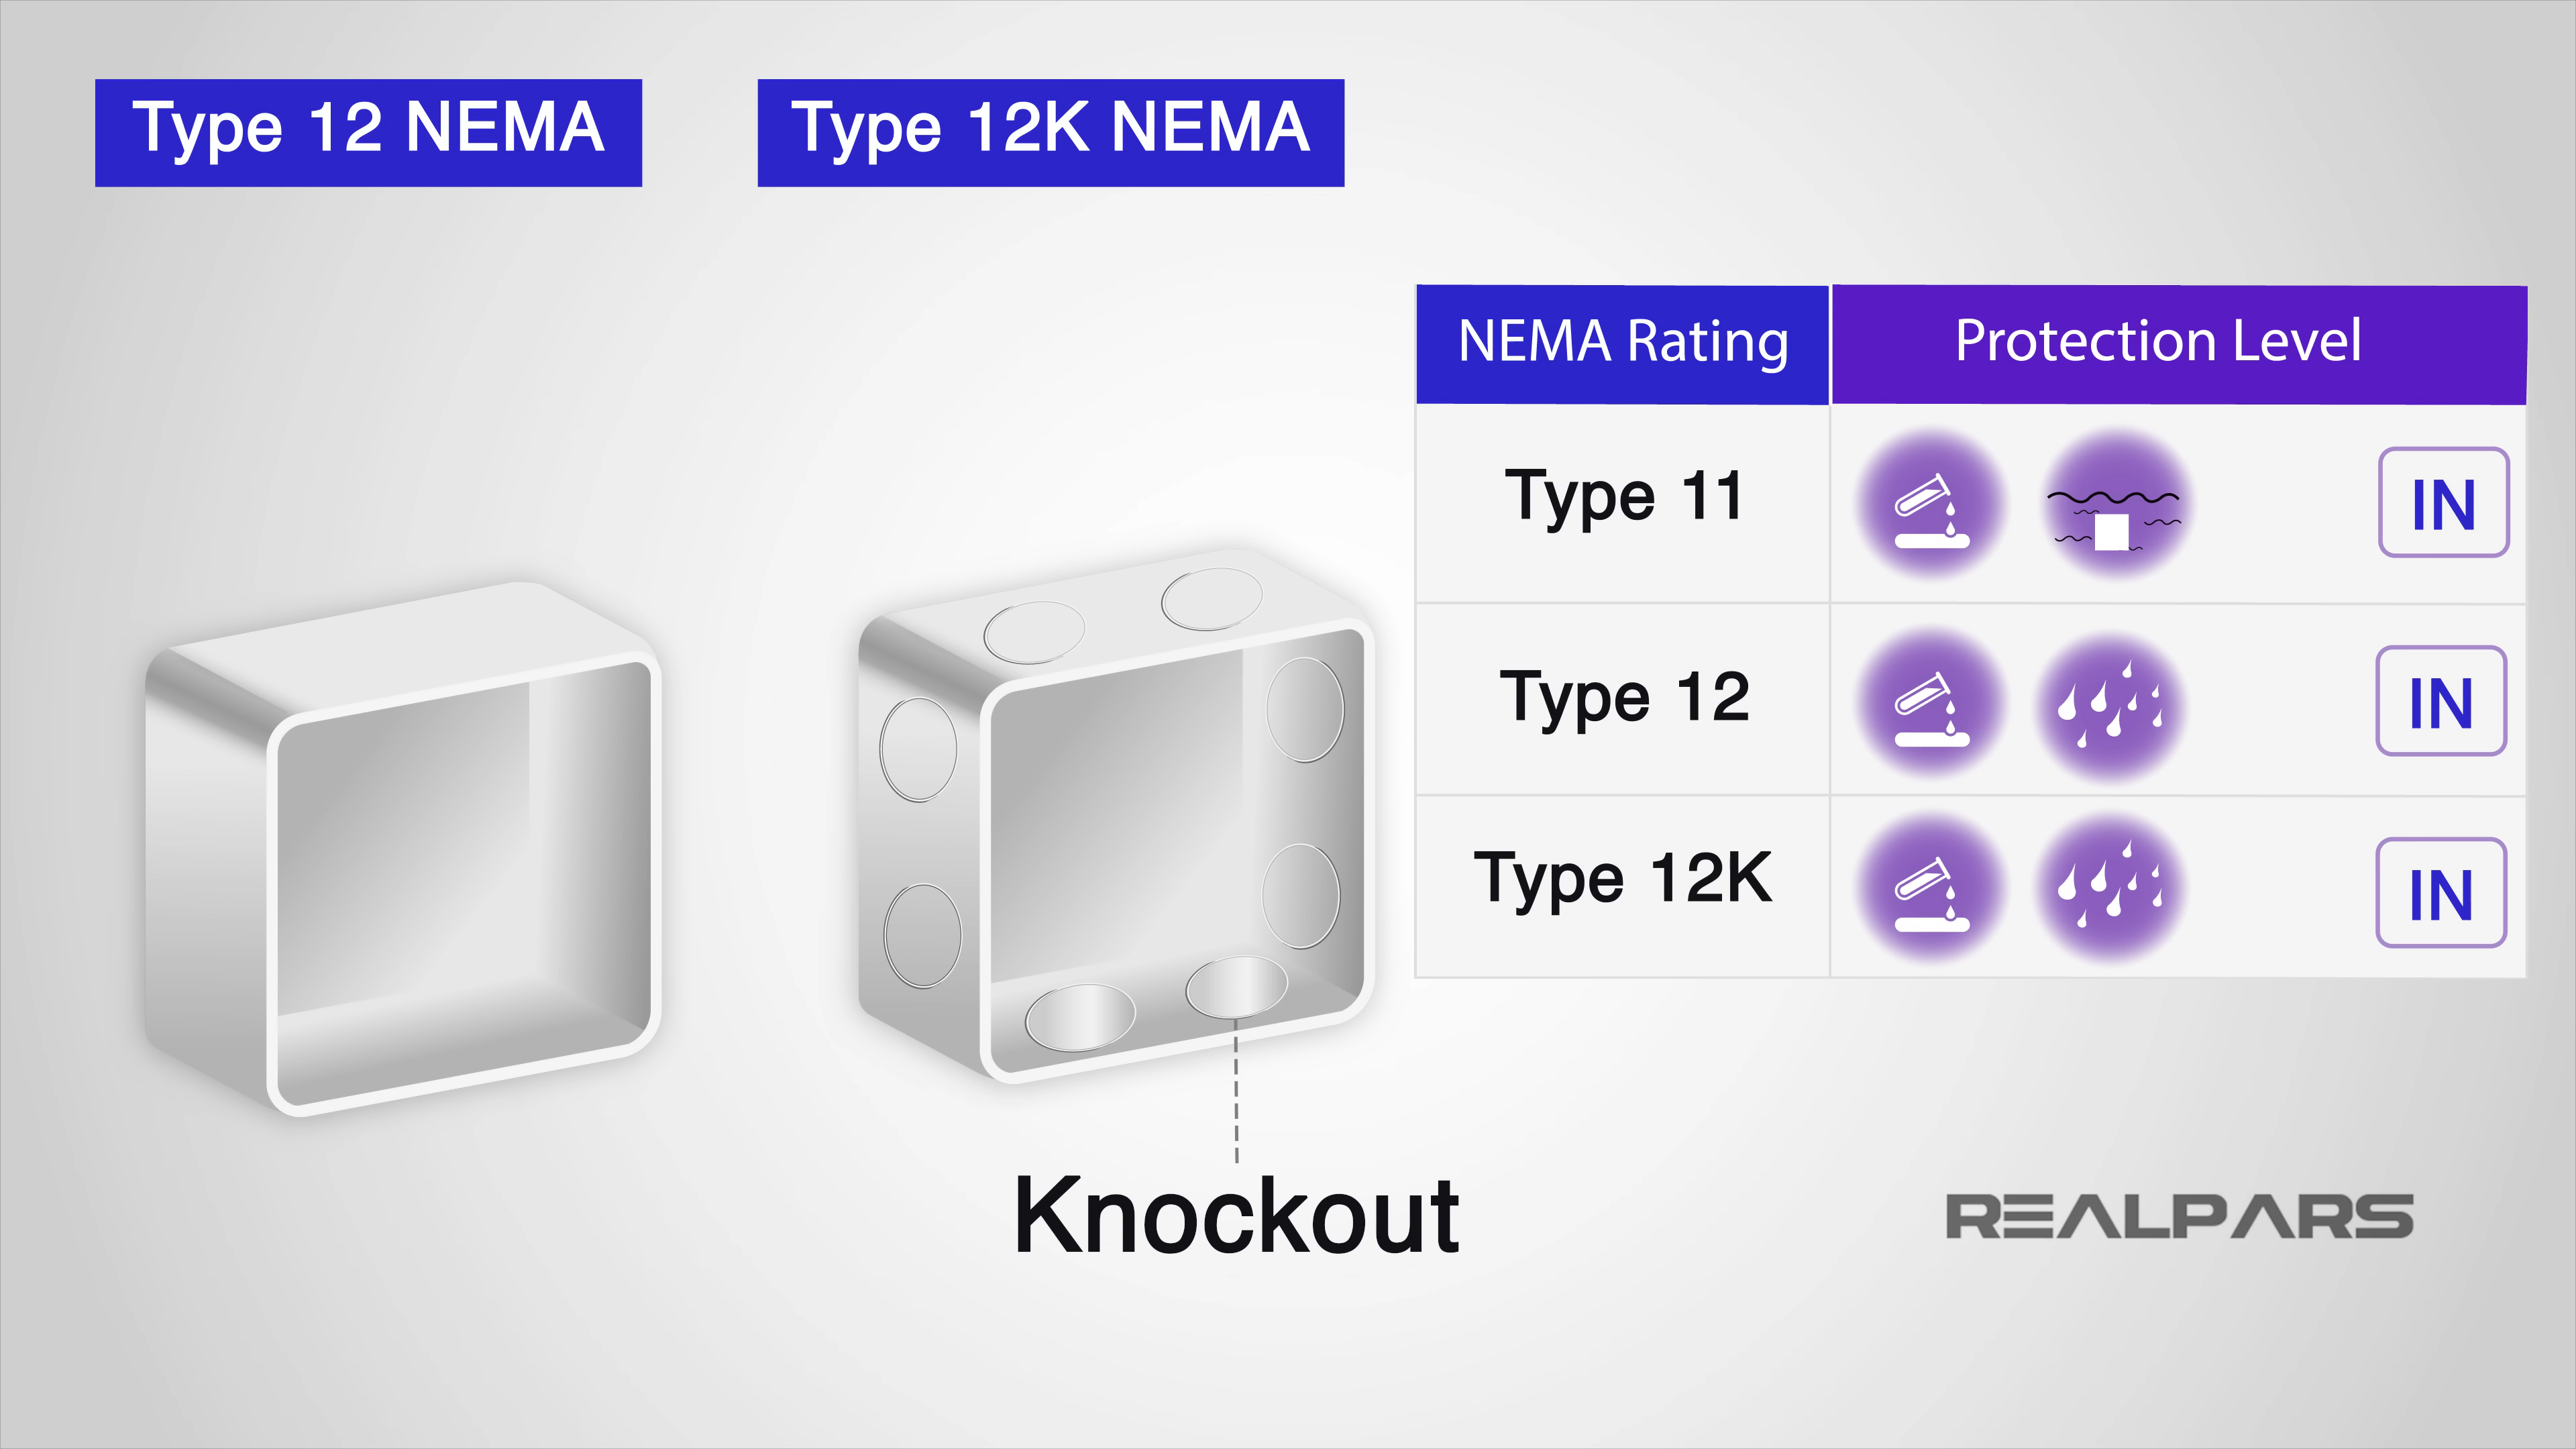 Type 12 NEMA
Type 12K NEMA
NEMA Rating
Protection Level
Type 11
IN
Type 12
IN
Type 12K
IN
Knockout
REALPARS